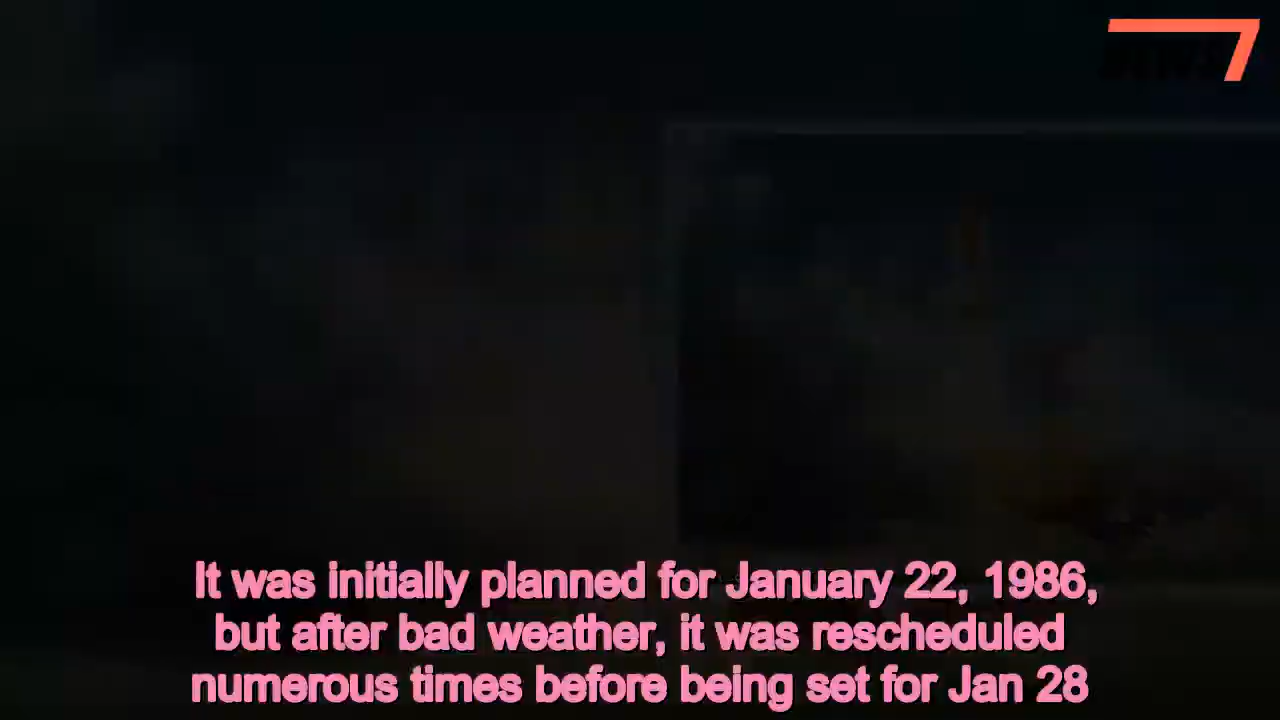 NEWS7
It was initially planned for January 22, 1986,
but after bad weather, it was rescheduled
numerous times before being set for Jan 28